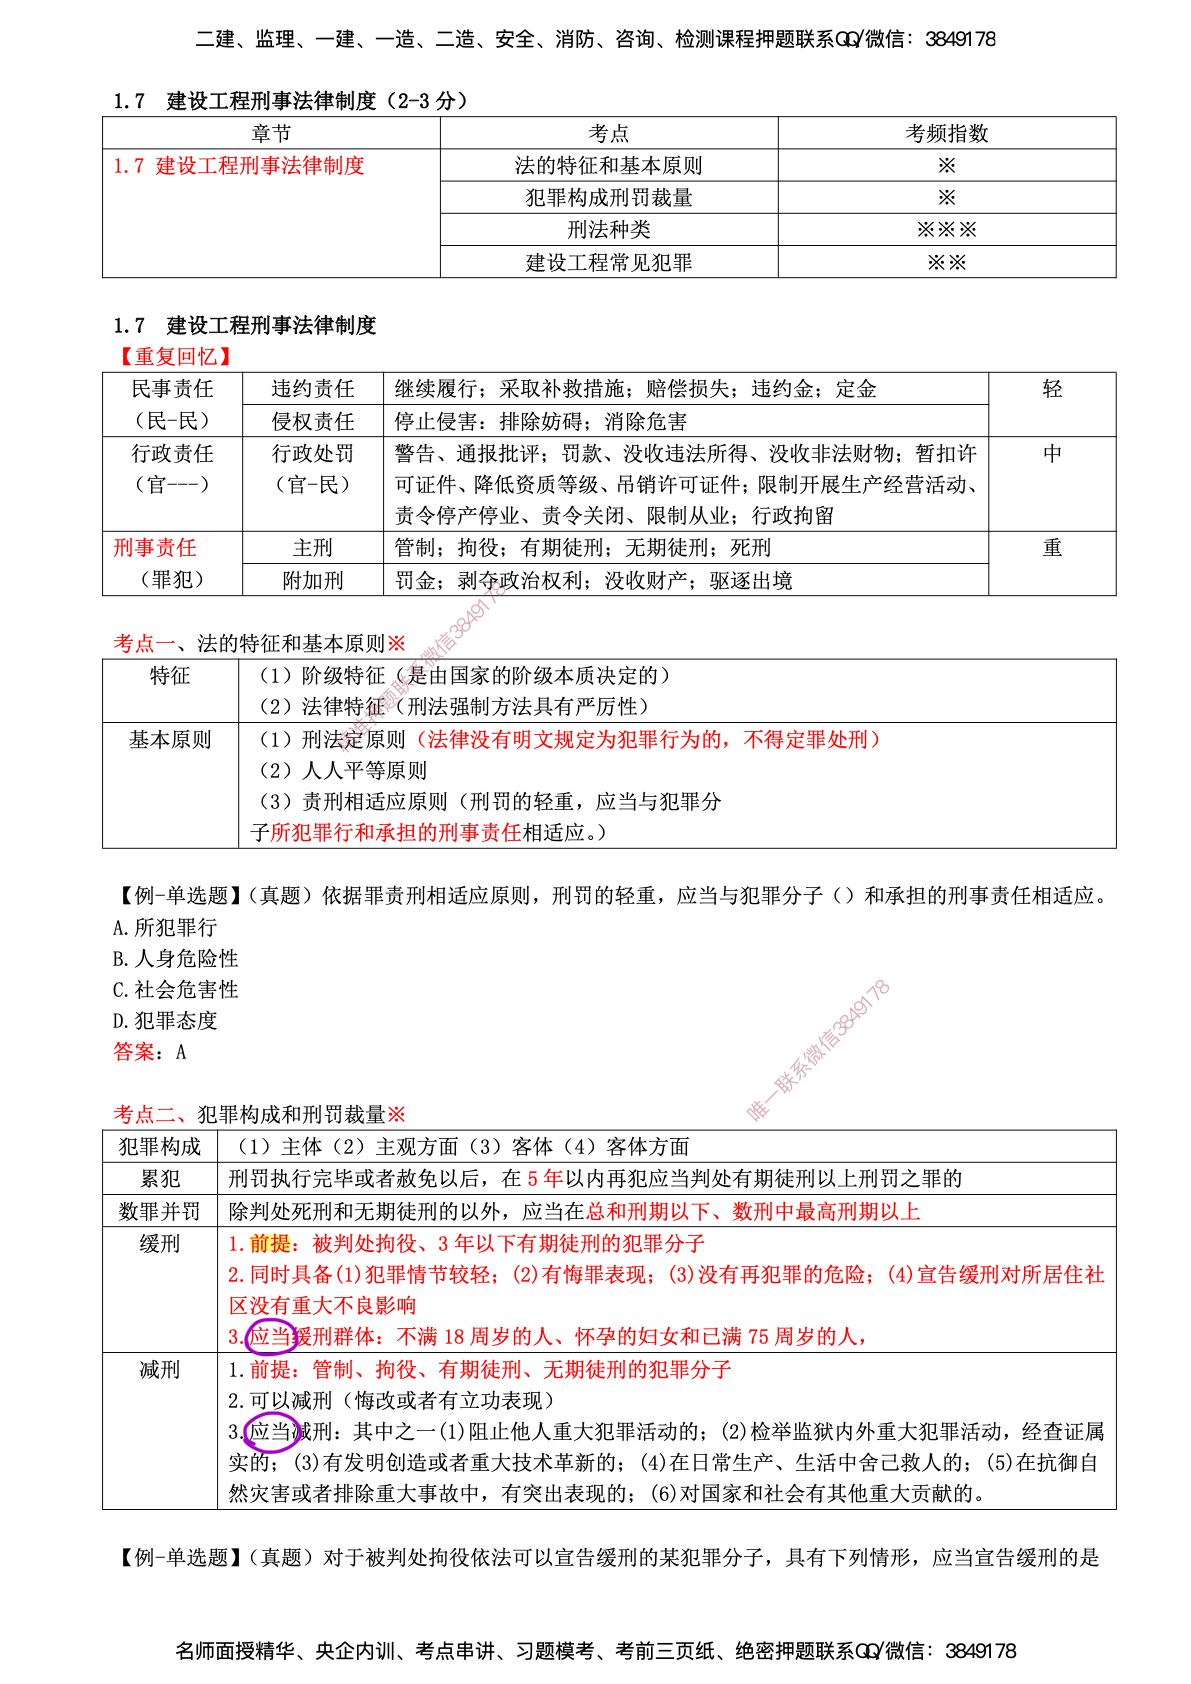 二建、监理、一建、一造、二造、安全、消防、咨询、检测课程押题联系QQ/微信：3849178
1.7 建设工程刑事法律制度（2-3 分）
章节 考点 考频指数
1.7 建设工程刑事法律制度 法的特征和基本原则 ※
犯罪构成刑罚裁量 ※
刑法种类 ※※※
建设工程常见犯罪 ※※
1.7 建设工程刑事法律制度
【重复回忆】
民事责任 违约责任 继续履行；采取补救措施；赔偿损失；违约金；定金 轻
（民-民） 侵权责任 停止侵害：排除妨碍；消除危害
行政责任 行政处罚 警告、通报批评；罚款、没收违法所得、没收非法财物；暂扣许 中
（官---） （官-民） 可证件、降低资质等级、吊销许可证件；限制开展生产经营活动、
责令停产停业、责令关闭、限制从业；行政拘留
刑事责任 主刑 管制；拘役；有期徒刑；无期徒刑；死刑 重
（罪犯） 附加刑 罚金；剥夺政治权利；没收财产；驱逐出境
考点一、法的特征和基本原则※
特征 （1）阶级特征（是由国家的阶级本质决定的）
（2）法律特征（刑法强制方法具有严厉性）
基本原则 （1）刑法定原则（法律没有明文规定为犯罪行为的，不得定罪处刑）
（2）人人平等原则
（3）责刑相适应原则（刑罚的轻重，应当与犯罪分
子所犯罪行和承担的刑事责任相适应。）
精准押题联系微信3849178
【例-单选题】（真题）依据罪责刑相适应原则，刑罚的轻重，应当与犯罪分子（）和承担的刑事责任相适应。
A.所犯罪行
B.人身危险性
C.社会危害性
D.犯罪态度
答案：A
唯一联系微信3849178
考点二、犯罪构成和刑罚裁量※
犯罪构成 （1）主体（2）主观方面（3）客体（4）客体方面
累犯 刑罚执行完毕或者赦免以后，在 5 年以内再犯应当判处有期徒刑以上刑罚之罪的
数罪并罚 除判处死刑和无期徒刑的以外，应当在总和刑期以下、数刑中最高刑期以上
缓刑 1.前提：被判处拘役、3 年以下有期徒刑的犯罪分子
2.同时具备(1)犯罪情节较轻；(2)有悔罪表现；(3)没有再犯罪的危险；(4)宣告缓刑对所居住社
区没有重大不良影响
3.应当缓刑群体：不满 18 周岁的人、怀孕的妇女和已满 75 周岁的人，
减刑 1.前提：管制、拘役、有期徒刑、无期徒刑的犯罪分子
2.可以减刑（悔改或者有立功表现）
3.应当减刑：其中之一(1)阻止他人重大犯罪活动的；(2)检举监狱内外重大犯罪活动，经查证属
实的；(3)有发明创造或者重大技术革新的；(4)在日常生产、生活中舍己救人的；(5)在抗御自
然灾害或者排除重大事故中，有突出表现的；(6)对国家和社会有其他重大贡献的。
【例-单选题】（真题）对于被判处拘役依法可以宣告缓刑的某犯罪分子，具有下列情形，应当宣告缓刑的是
名师面授精华、央企内训、考点串讲、习题模考、考前三页纸、绝密押题联系QQ/微信：3849178